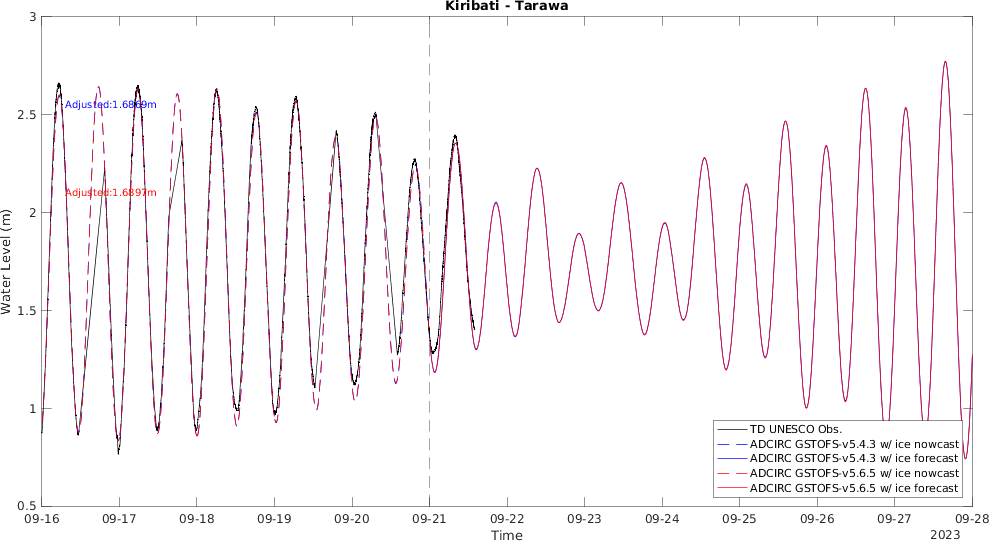 Kiribati - Tarawa
3
2.5
2
1.5
1
0.5
Water Level (m)
Adjusted:1.6869m
Adjusted:1.6897m
TD UNESCO Obs.
ADCIRC GSTOFS-v5.4.3 w/ ice nowcast
ADCIRC GSTOFS-v5.4.3 w/ ice forecast
ADCIRC GSTOFS-v5.6.5 w/ ice nowcast
ADCIRC GSTOFS-v5.6.5 w/ ice forecast
09-16 09-17 09-18 09-19 09-20 09-21 09-22 09-23 09-24 09-25 09-26 09-27 09-28
Time
2023